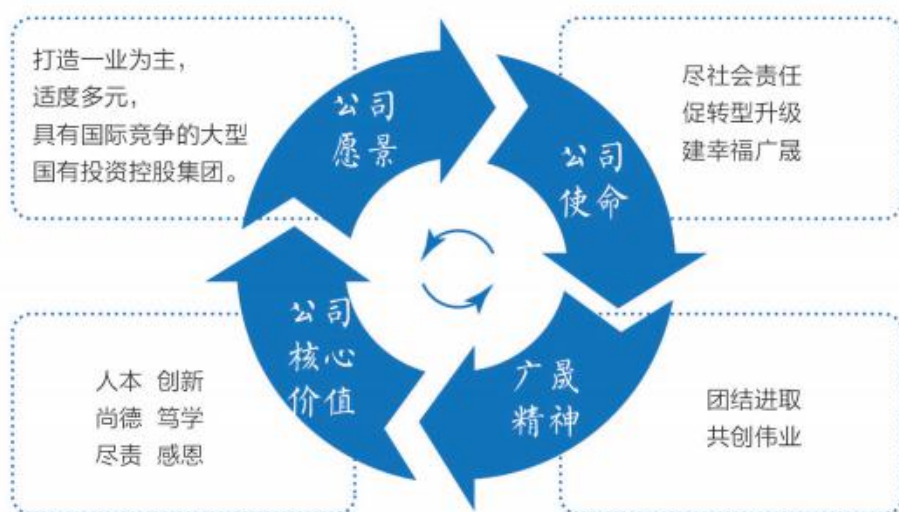 打造一业为主，
适度多元，
具有国际竞争的大型
国有投资控股集团。
公司
愿景
公司
使命
尽社会责任
促转型升级
建幸福广晟
人本 创新
尚德 笃学
尽责 感恩
公司
核心
价值
广晟
精神
团结进取
共创伟业